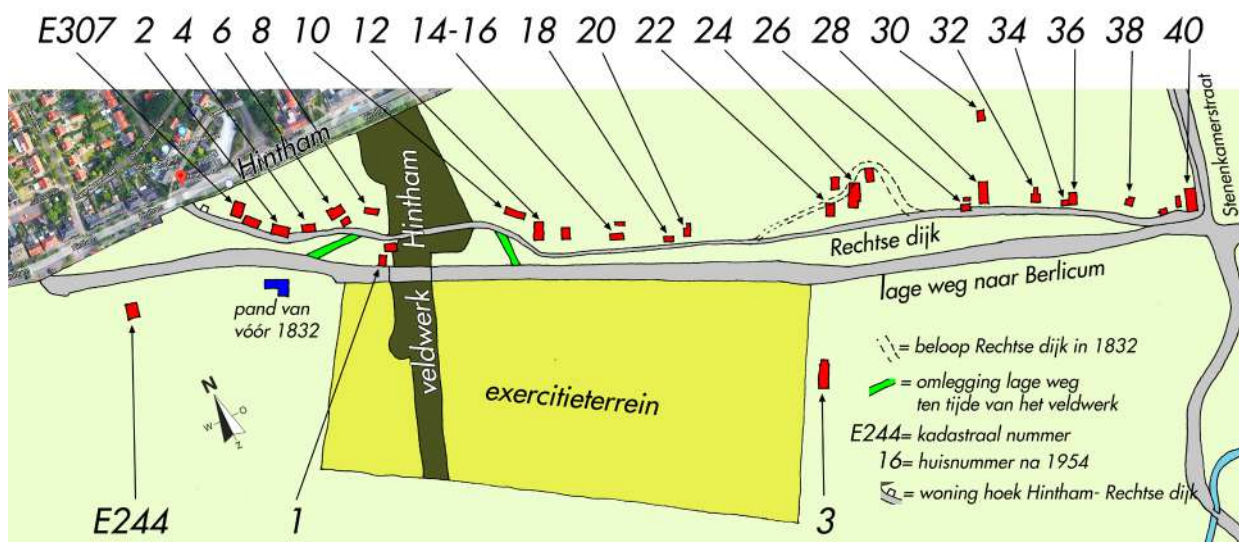 E307 2 4 6 8 10 12 14-16 18 20 22 24 26 28 30 32 34 36 38 40
Hintham
Hintham
veldwerk
Stenenkamerstraat
Rechtse dijk
lage weg naar Berlicum
pand van
vóór 1832
exercitieterrein
N
W O
Z
= beloop Rechtse dijk in 1832
= omlegging lage weg
ten tijde van het veldwerk
E244= kadastraal nummer
16= huisnummer na 1954
= woning hoek Hintham- Rechtse dijk
E244 1 3